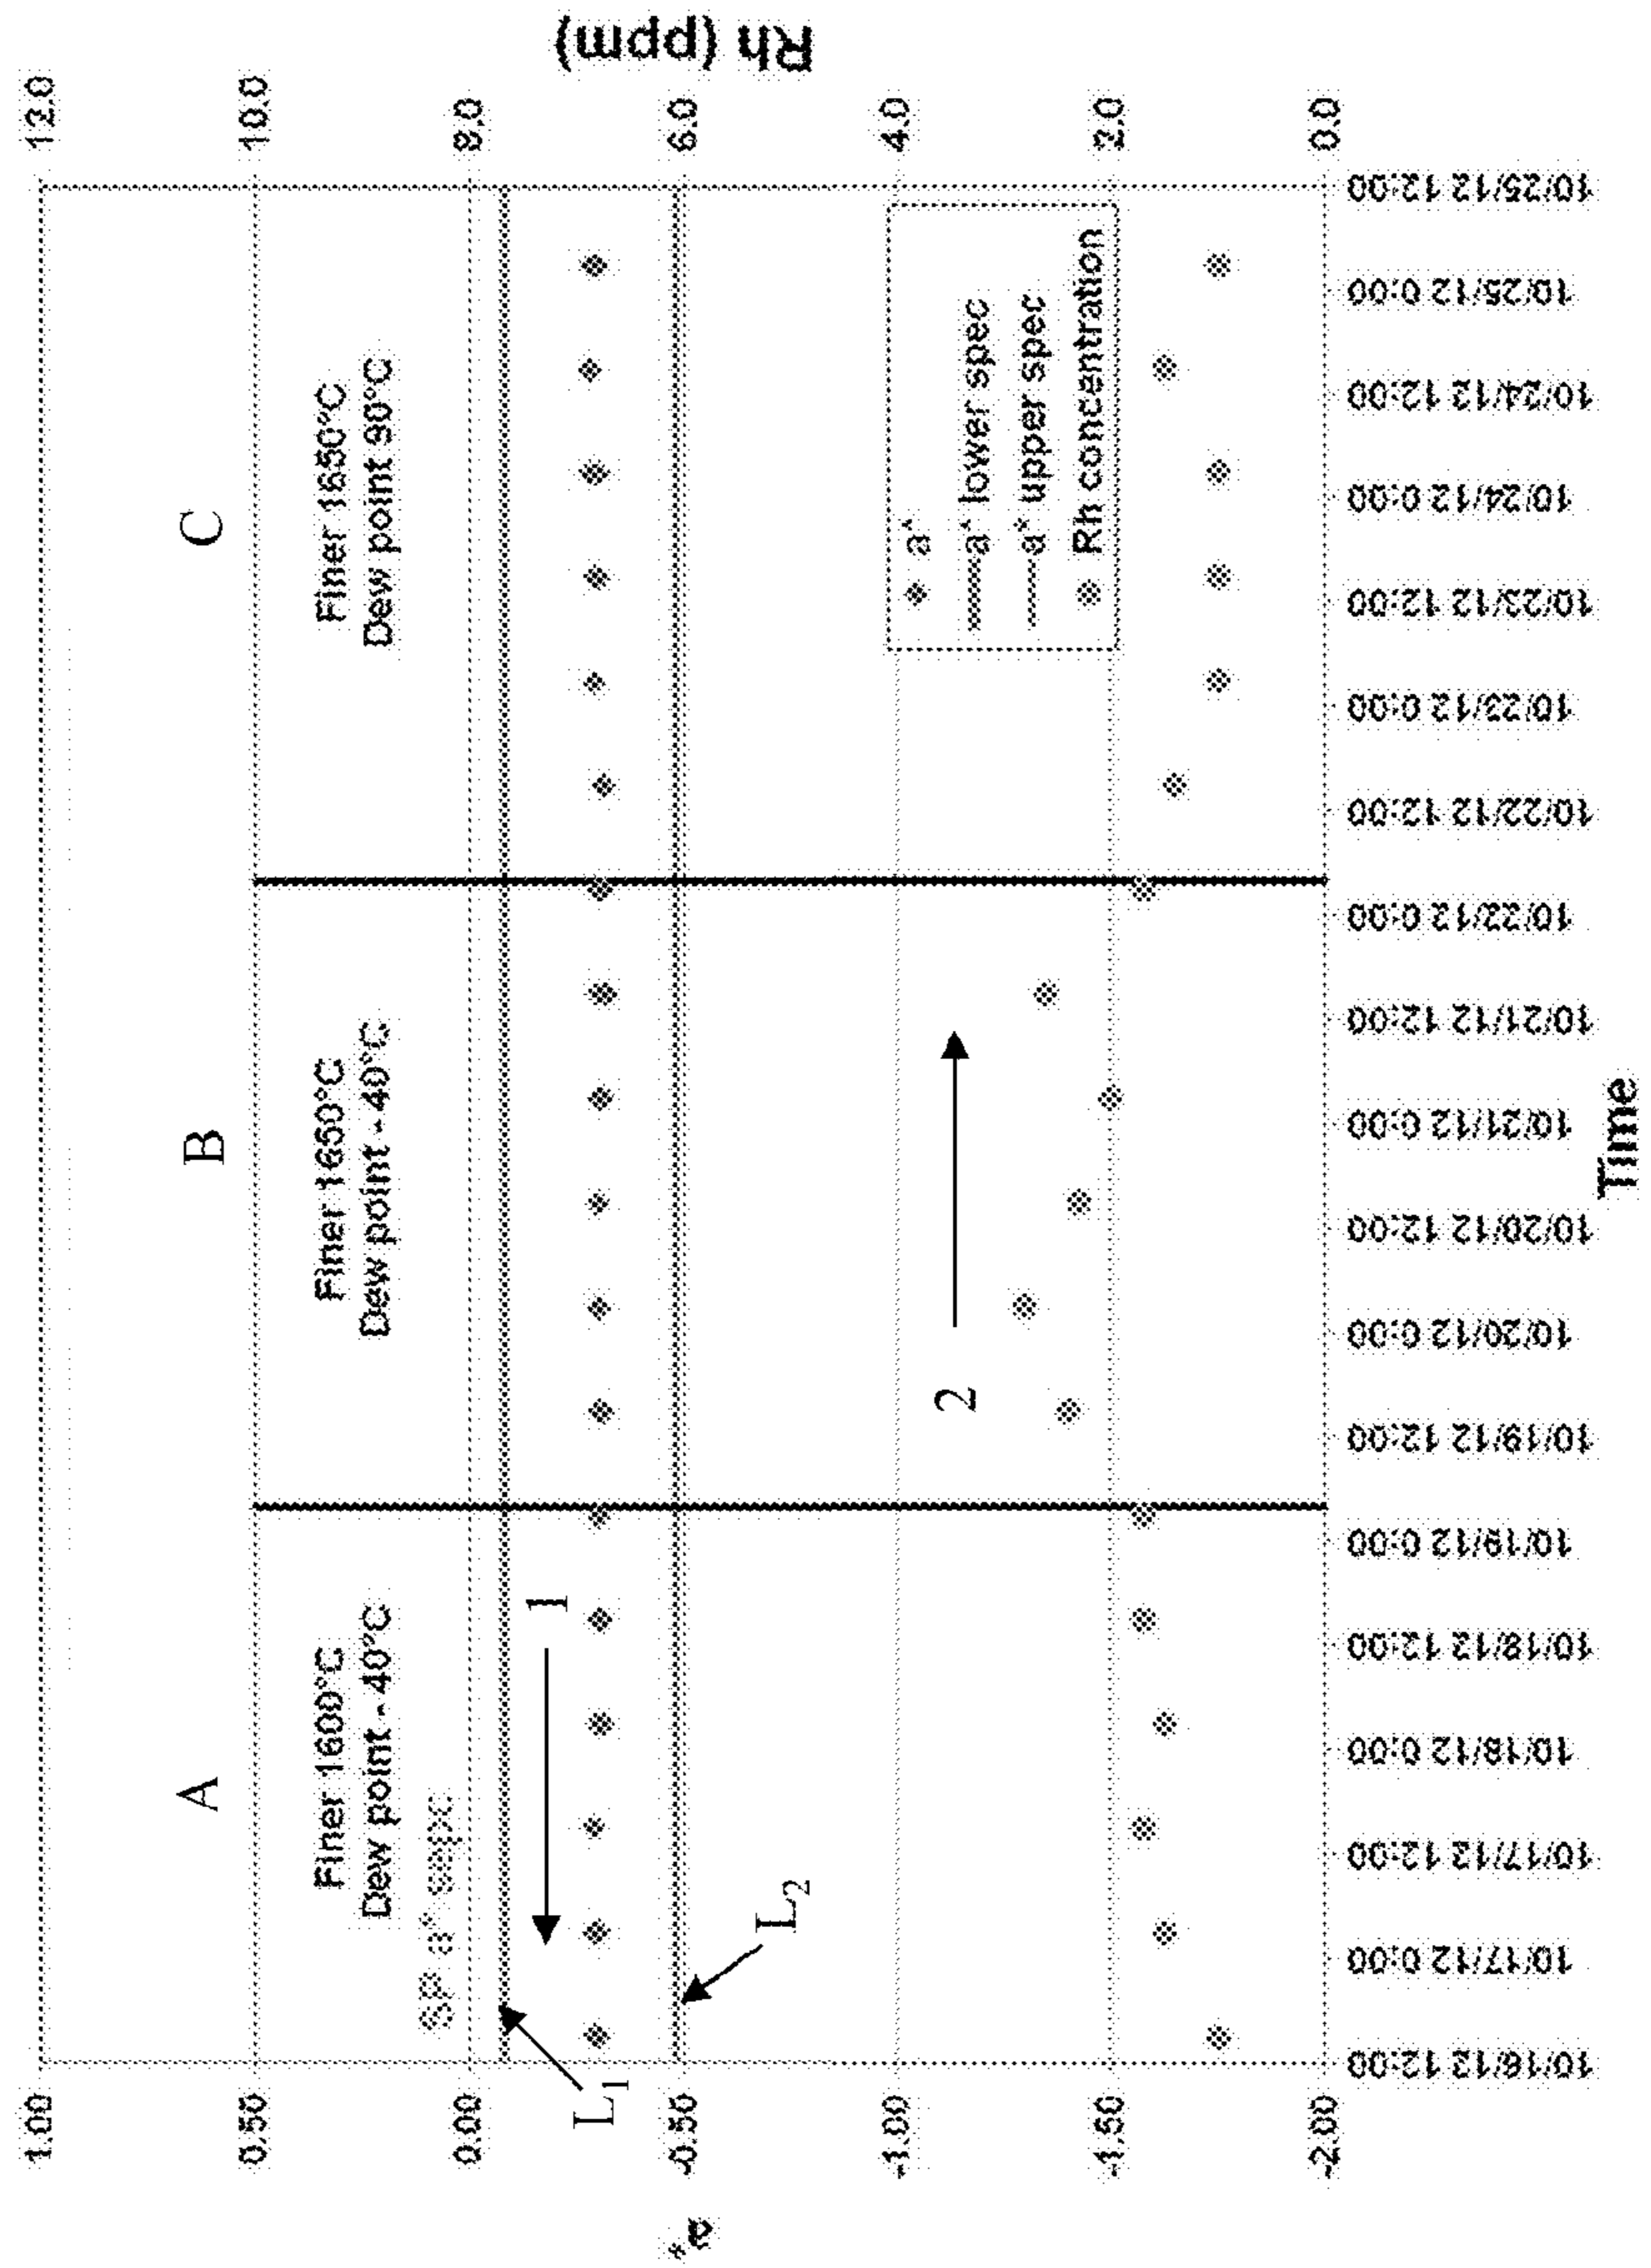 A
B
C
Finer 1600°C
Dew point - 40°C
Finer 1650°C
Dew point - 40°C
Finer 1650°C
Dew point 90°C
1
2
L1
L2
a*
1.00
0.50
0.00
-0.50
-1.00
-1.50
-2.00
Rh (ppm)
12.0
10.0
8.0
6.0
4.0
2.0
0.0
a*
a* lower spec
a* upper spec
Rh concentration
10/16/12 12:00
10/17/12 0:00
10/17/12 12:00
10/18/12 0:00
10/18/12 12:00
10/19/12 0:00
10/19/12 12:00
10/20/12 0:00
10/20/12 12:00
10/21/12 0:00
10/21/12 12:00
10/22/12 0:00
10/22/12 12:00
10/23/12 0:00
10/23/12 12:00
10/24/12 0:00
10/24/12 12:00
10/25/12 0:00
10/25/12 12:00
Time